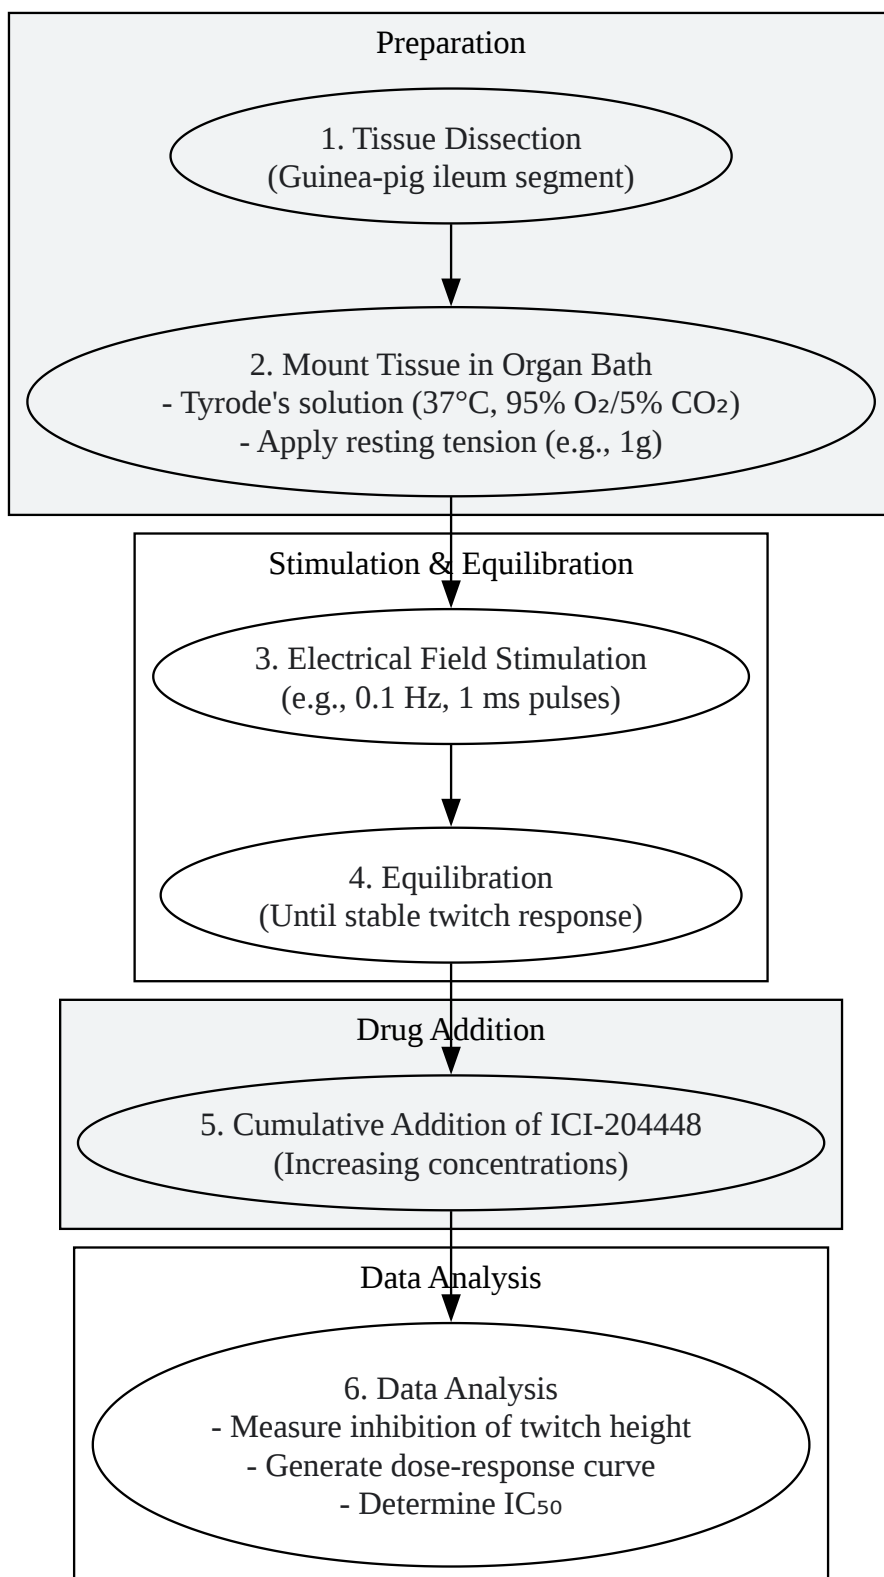 Preparation
1. Tissue Dissection
(Guinea-pig ileum segment)
2. Mount Tissue in Organ Bath
- Tyrode's solution (37°C, 95% O₂/5% CO₂)
- Apply resting tension (e.g., 1g)
Stimulation & Equilibration
3. Electrical Field Stimulation
(e.g., 0.1 Hz, 1 ms pulses)
4. Equilibration
(Until stable twitch response)
Drug Addition
5. Cumulative Addition of ICI-204448
(Increasing concentrations)
Data Analysis
6. Data Analysis
- Measure inhibition of twitch height
- Generate dose-response curve
- Determine IC₅₀